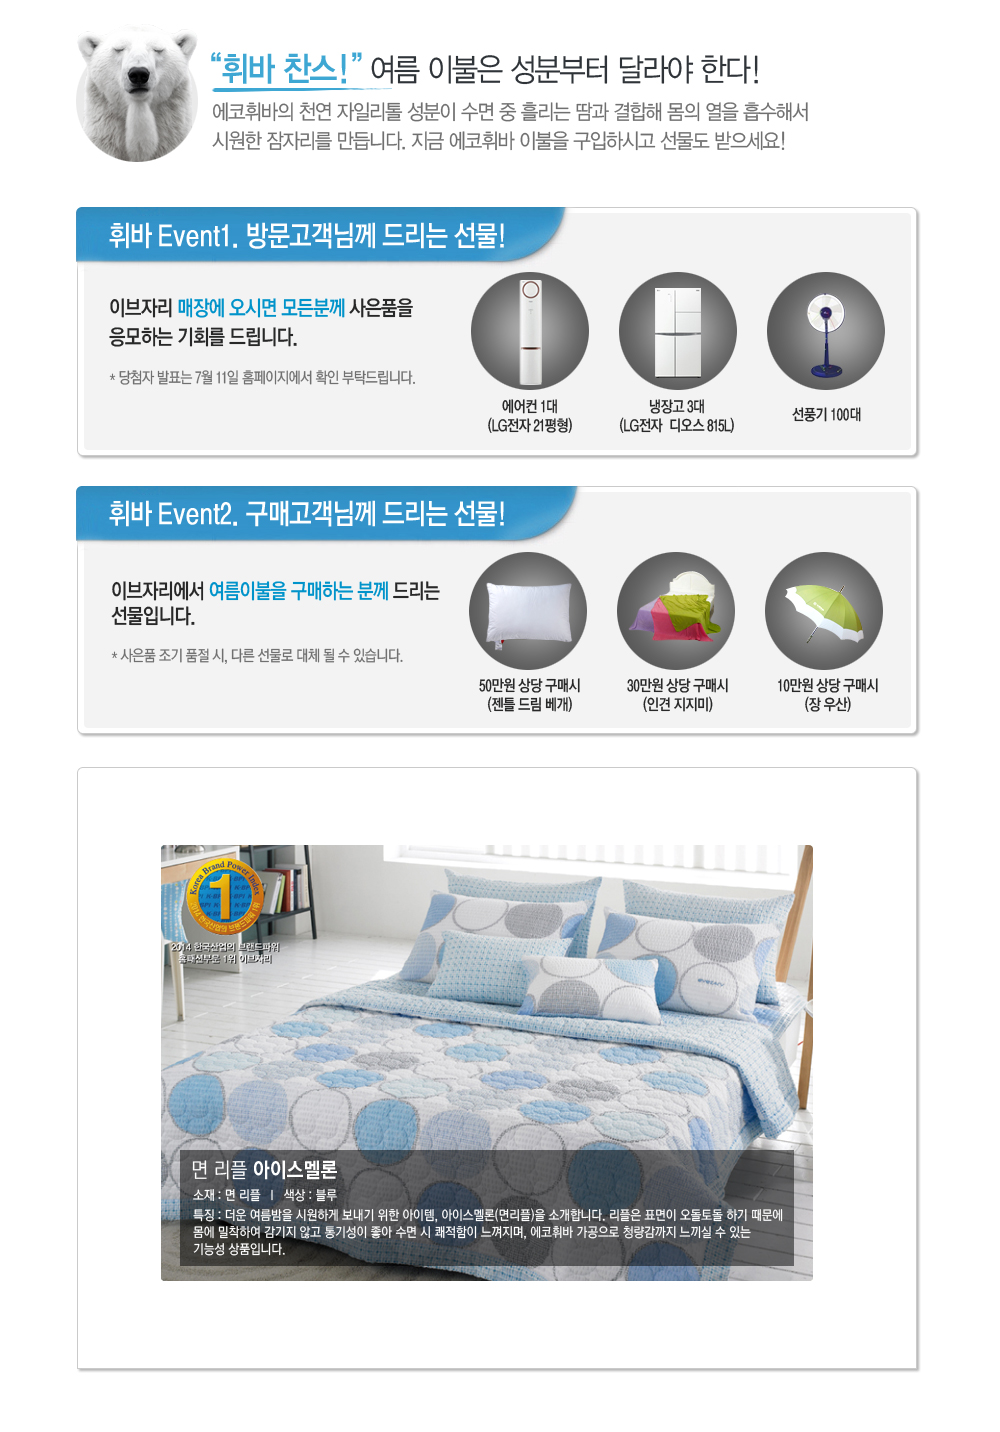 “휘바 찬스!” 여름 이불은 성분부터 달라야 한다!
에코휘바의 천연 자일리톨 성분이 수면 중 흘리는 땀과 결합해 몸의 열을 흡수해서
시원한 잠자리를 만듭니다. 지금 에코휘바 이불을 구입하시고 선물도 받으세요!
휘바 Event1. 방문고객님께 드리는 선물!
이브자리 매장에 오시면 모든분께 사은품을
응모하는 기회를 드립니다.
* 당첨자 발표는 7월 11일 홈페이지에서 확인 부탁드립니다.
에어컨 1대
(LG전자 21평형)
냉장고 3대
(LG전자 디오스 815L)
선풍기 100대
휘바 Event2. 구매고객님께 드리는 선물!
이브자리에서 여름이불을 구매하는 분께 드리는
선물입니다.
* 사은품 조기 품절 시, 다른 선물로 대체 될 수 있습니다.
50만원 상당 구매시
(젠틀 드림 베개)
30만원 상당 구매시
(인견 지지미)
10만원 상당 구매시
(장 우산)
Korea Brand Power Index
1
2014 한국산업의 브랜드파워 1위
2014 한국산업의 브랜드파워
홈패션부문 1위 이브자리
면 리플 아이스멜론
소재 : 면 리플 | 색상 : 블루
특징 : 더운 여름밤을 시원하게 보내기 위한 아이템, 아이스멜론(면리플)을 소개합니다. 리플은 표면이 오돌토돌 하기 때문에
몸에 밀착하여 감기지 않고 통기성이 좋아 수면 시 쾌적함이 느껴지며, 에코휘바 가공으로 청량감까지 느끼실 수 있는
기능성 상품입니다.